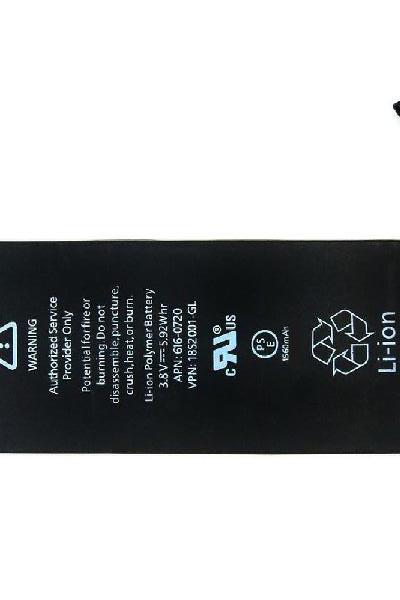 WARNING
Authorized Service
Provider Only
Potential for fire or
burning. Do not
disassemble, puncture,
crush, heat, or burn.
Li-ion Polymer Battery
3.8V⎓5.92Whr
APN: 616-0720
VPN: 1852001-GL
c RU® US
PS
E
1560mAh
Li-ion